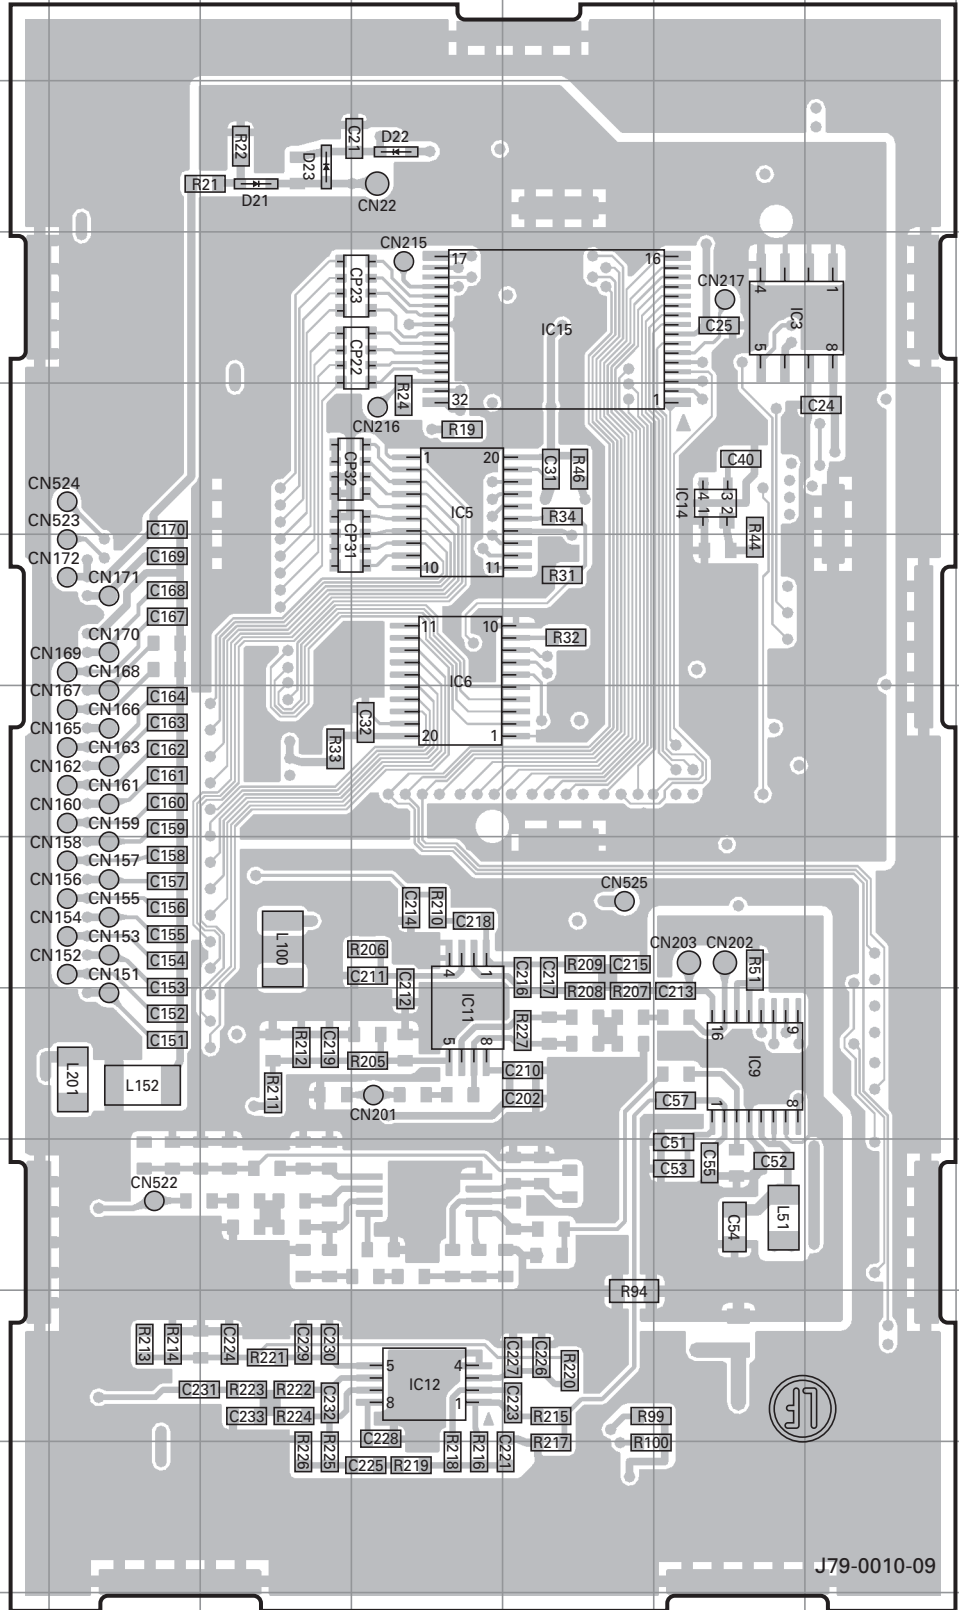 R22
C21
D22
D23
R21
D21
CN22
CN215
17
16
CN217
4
1
CP23
C25
IC3
IC15
5
8
CP22
R24
32
1
C24
CN216
R19
CP32
1
20
C31
R46
C40
CN524
IC14
4 3
1 2
IC5
CN523
R34
R44
C170
CP31
CN172
C169
10
11
R31
CN171
C168
C167
11
10
CN170
R32
CN169
CN168
IC6
CN167
C164
CN166
C32
C163
CN165
20
1
R33
CN163
C162
CN162
C161
CN161
CN160
C160
CN159
C159
CN158
C158
CN157
CN156
C157
CN525
CN155
C156
C214
R210
C218
CN154
L100
CN153
C155
R206
CN203
CN202
CN152
C154
C211
4
1
C216
C217
R209
C215
R51
CN151
C153
C212
R208
R207
C213
C152
IC11
16
9
C151
R212
C219
R205
5
8
R227
IC9
L201
L152
R211
C210
CN201
C202
C57
1
8
C51
C53
C55
C52
CN522
C54
L51
R94
R213
R214
C224
R221
C229
C230
5
4
C227
C226
R220
IC12
C231
R223
R222
C232
8
1
C223
C233
R224
R215
R99
R226
R225
C228
R218
R216
C221
R217
R100
C225
R219
LF
J79-0010-09